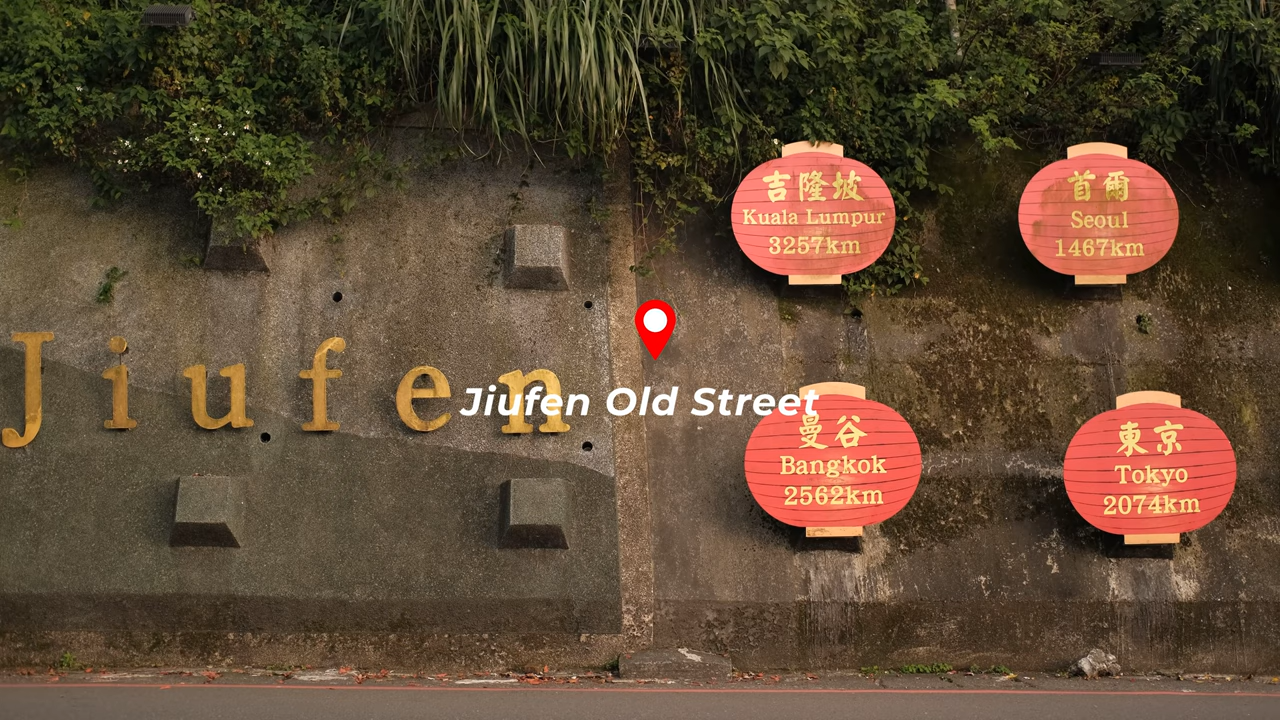 Jiufen
Jiufen Old Street
吉隆坡
Kuala Lumpur
3257km
首爾
Seoul
1467km
曼谷
Bangkok
2562km
東京
Tokyo
2074km